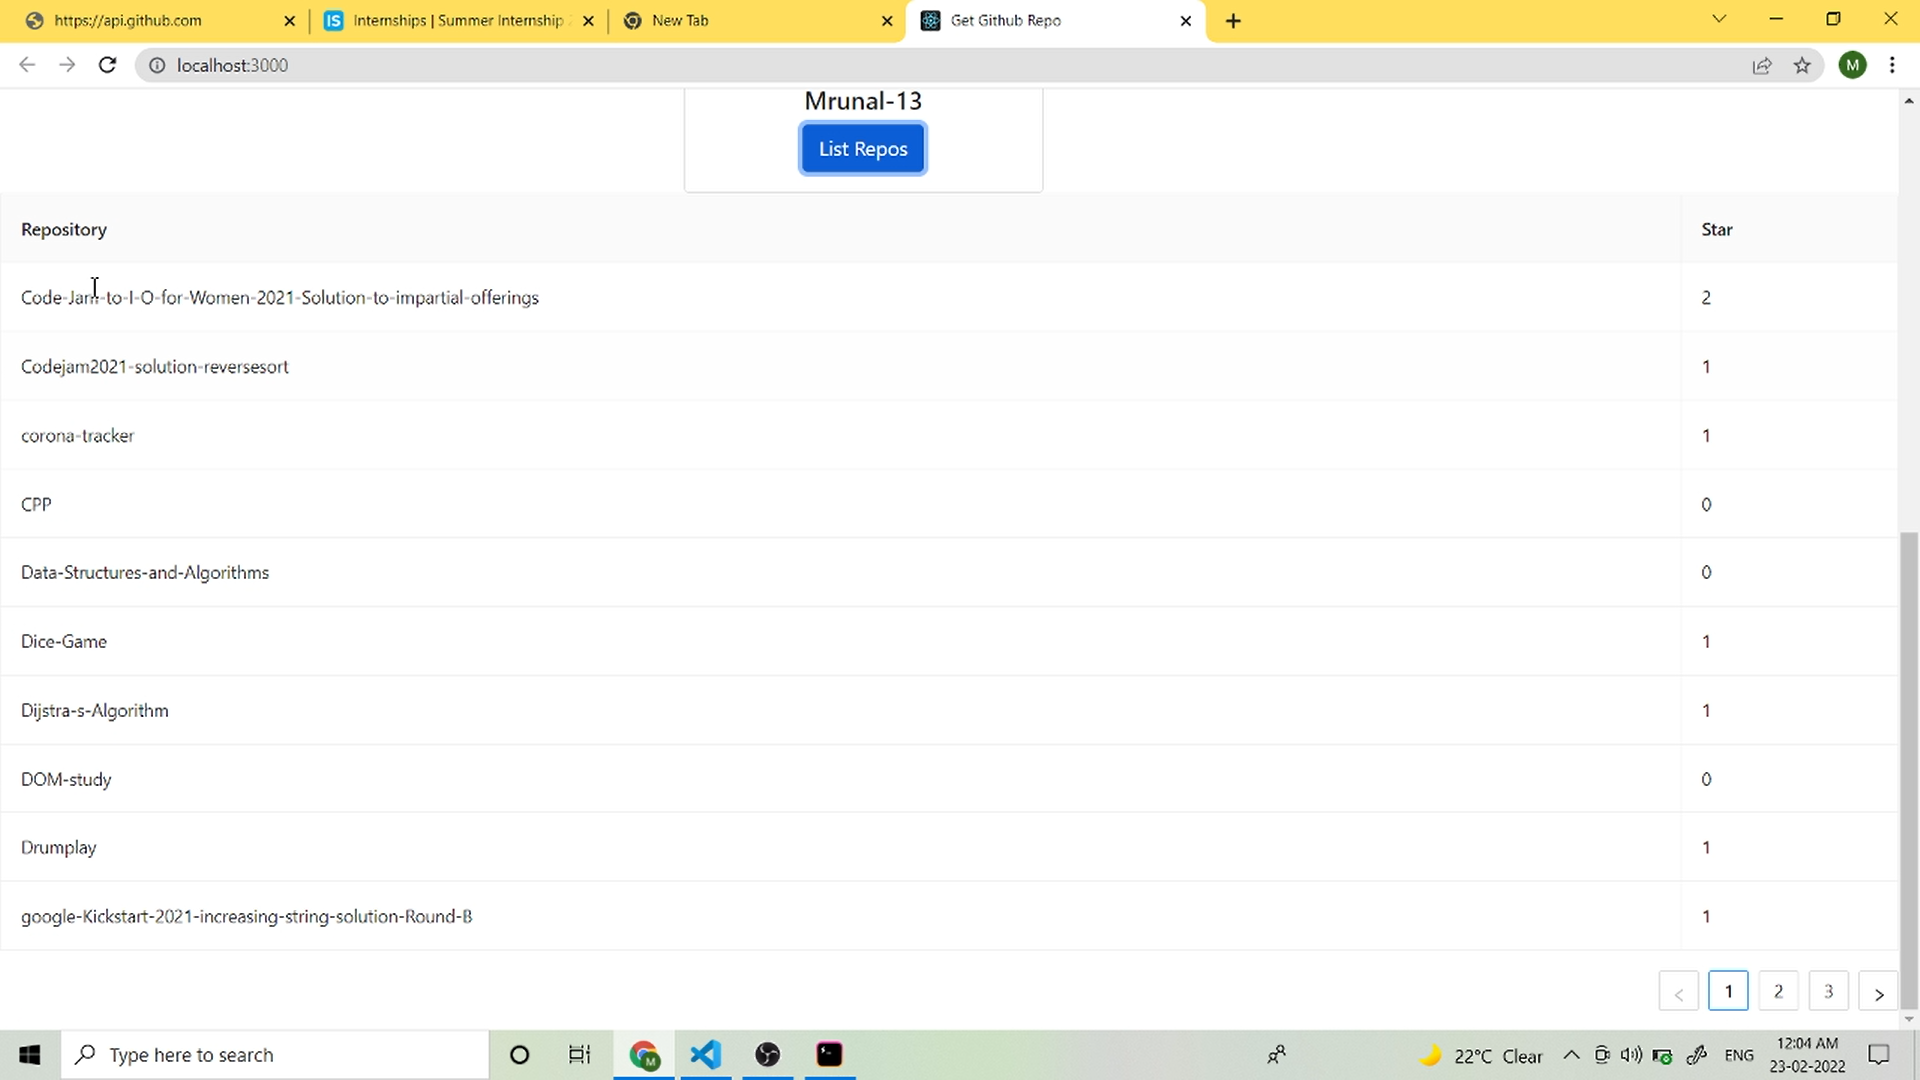 https://api.github.com
IS Internships | Summer Internship
New Tab
Get Github Repo
localhost:3000
M
Mrunal-13
List Repos
Repository Star
Code-Jam-to-I-O-for-Women-2021-Solution-to-impartial-offerings 2
Codejam2021-solution-reversesort 1
corona-tracker 1
CPP 0
Data-Structures-and-Algorithms 0
Dice-Game 1
Dijstra-s-Algorithm 1
DOM-study 0
Drumplay 1
google-Kickstart-2021-increasing-string-solution-Round-B 1
< 1 2 3 >
Type here to search
M
22°C Clear
ENG
12:04 AM
23-02-2022